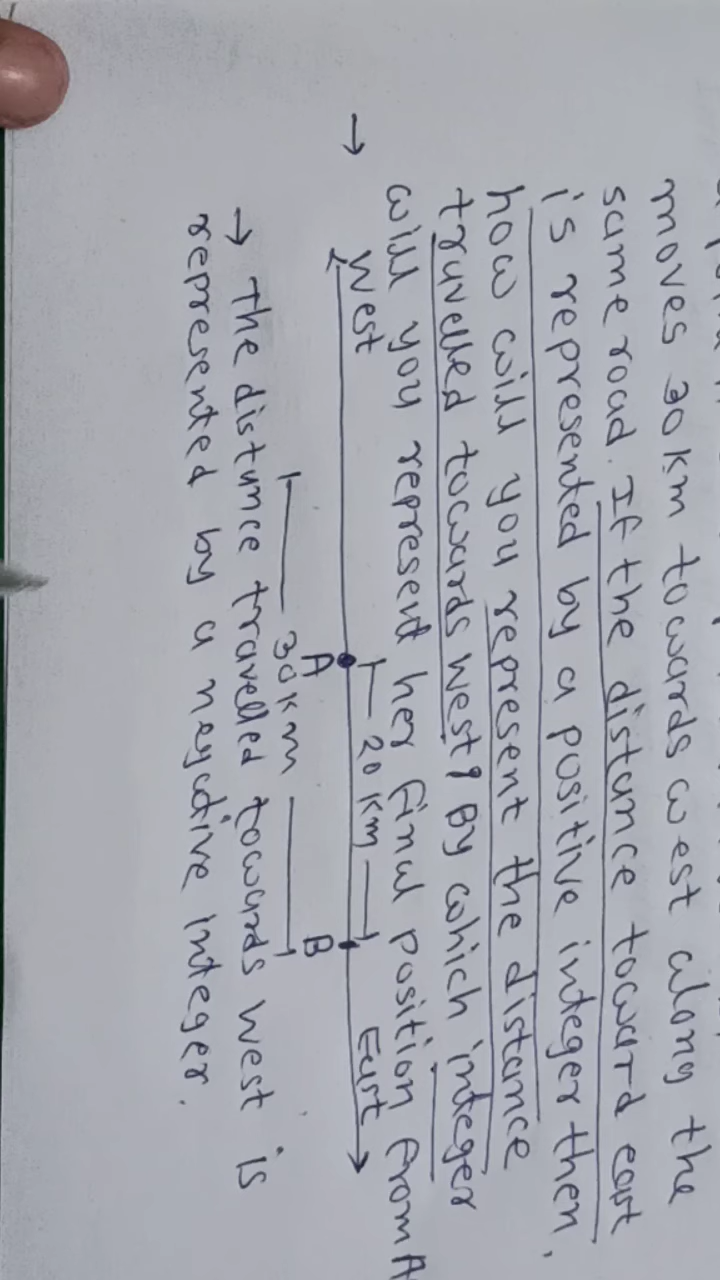 moves 30 km towards west along the
same road. If the distance toward east
is represented by a positive integer then,
how will you represent the distance
travelled towards west? By which integer
will you represent her final position from A
→
West East
20 km
A B
30 km
→ the distance travelled towards west is
represented by a negative integer.